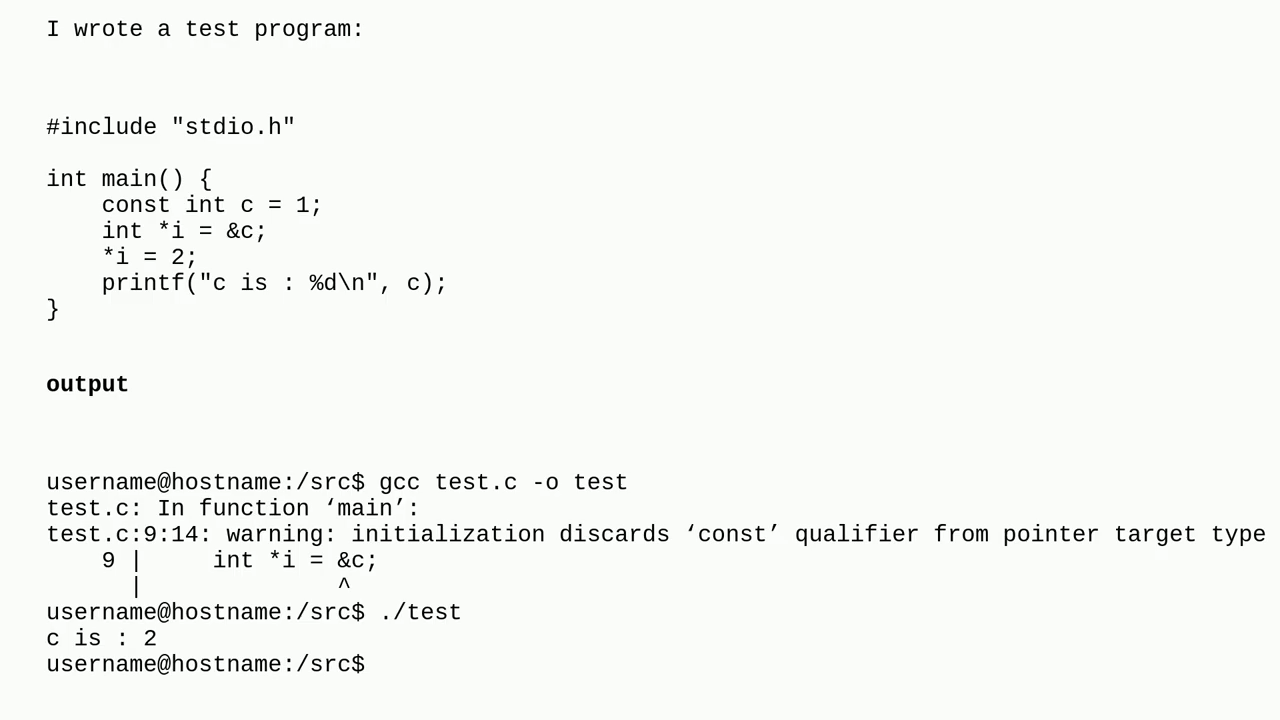 I wrote a test program:
#include "stdio.h"
int main() {
    const int c = 1;
    int *i = &c;
    *i = 2;
    printf("c is : %d\n", c);
}
output
username@hostname:/src$ gcc test.c -o test
test.c: In function ‘main’:
test.c:9:14: warning: initialization discards ‘const’ qualifier from pointer target type
    9 |     int *i = &c;
      |              ^
username@hostname:/src$ ./test
c is : 2
username@hostname:/src$